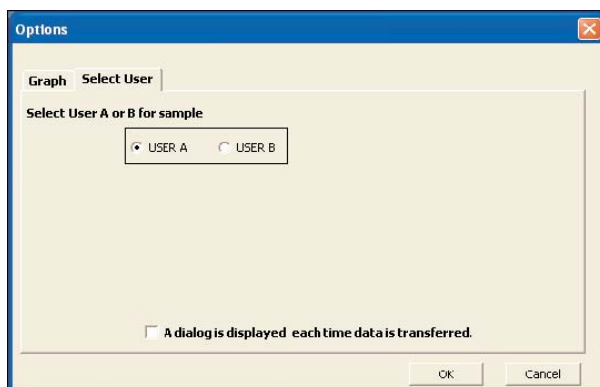 Options
Graph Select User
Select User A or B for sample
USER A USER B
A dialog is displayed each time data is transferred.
OK Cancel